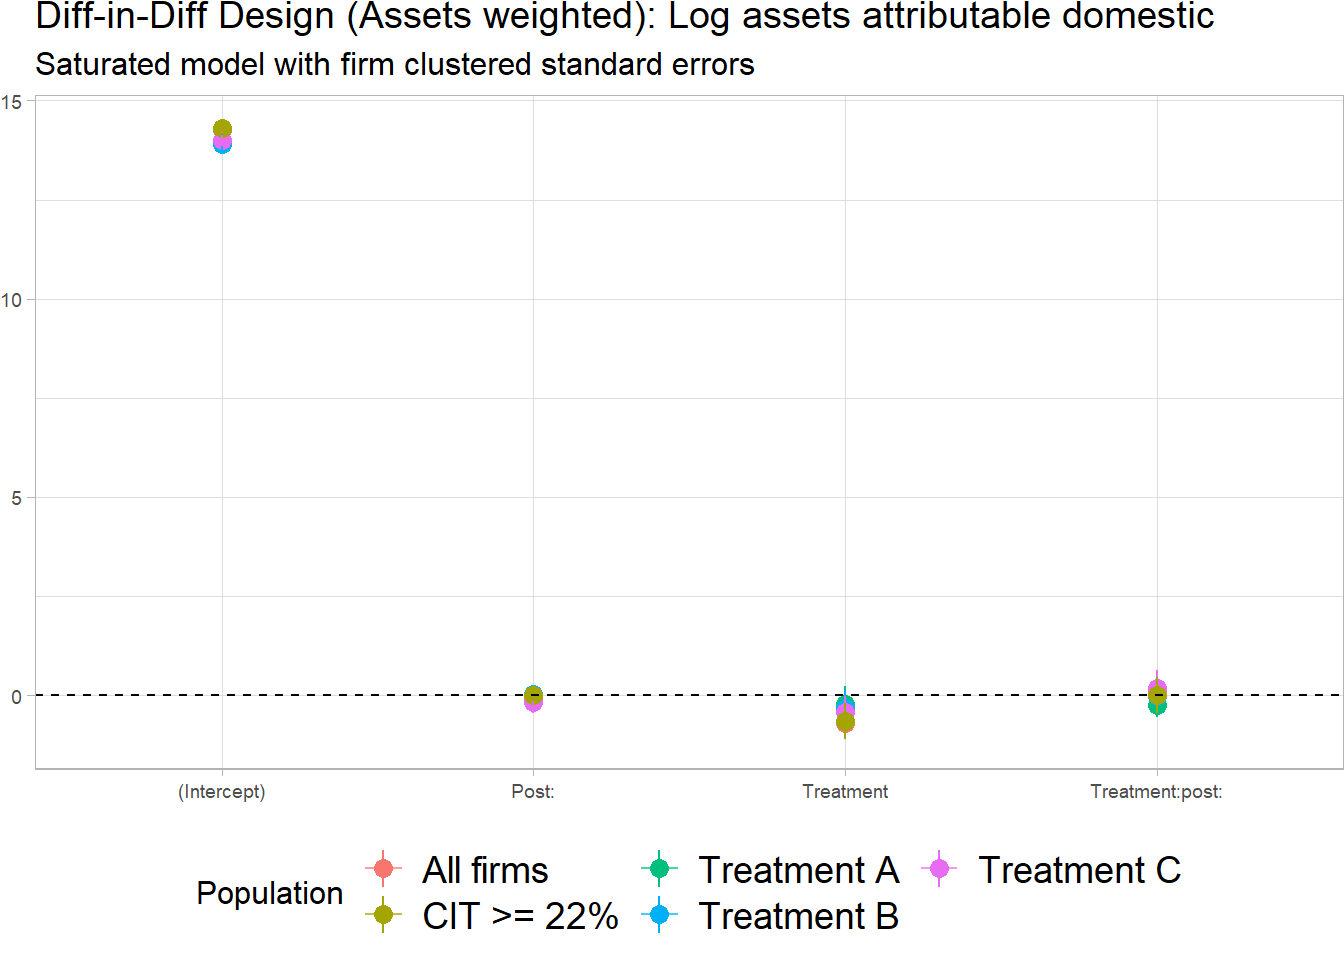 Diff-in-Diff Design (Assets weighted): Log assets attributable domestic
Saturated model with firm clustered standard errors
15
10
5
0
(Intercept) Post: Treatment Treatment:post:
Population
All firms Treatment A Treatment C
CIT >= 22% Treatment B